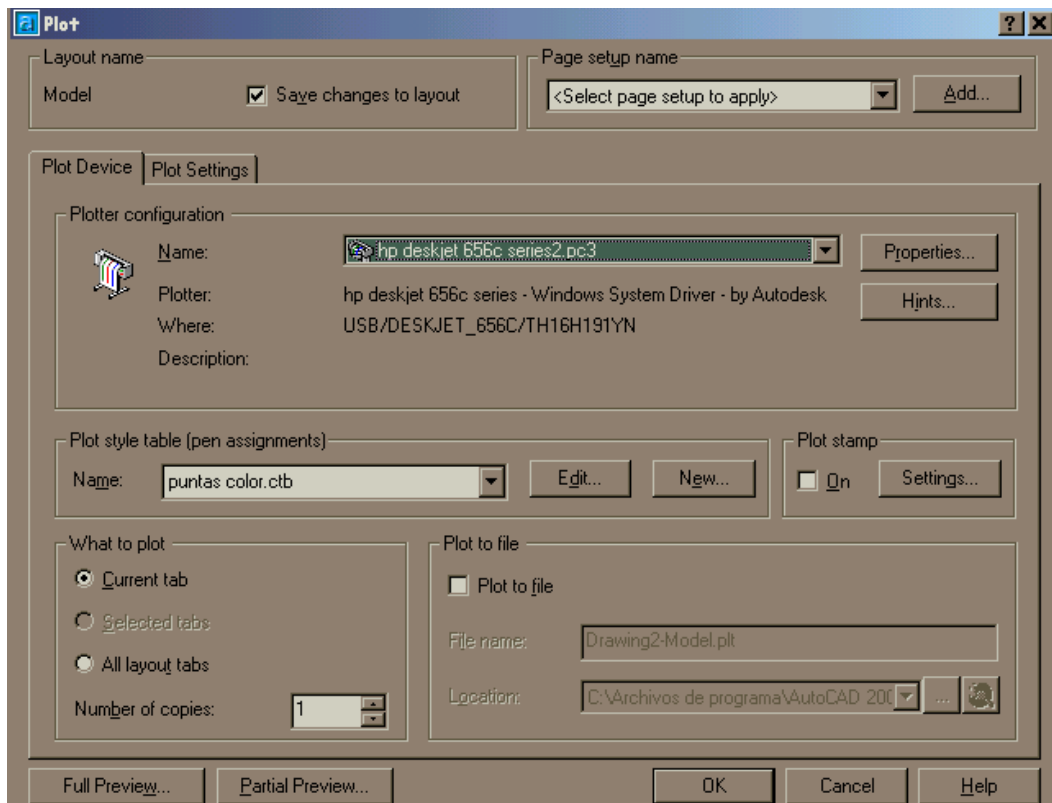 Plot
Layout name
Model
Save changes to layout
Page setup name
<Select page setup to apply>
Add...
Plot Device
Plot Settings
Plotter configuration
Name:
hp deskjet 656c series2.pc3
Properties...
Plotter:
hp deskjet 656c series - Windows System Driver - by Autodesk
Hints...
Where:
USB/DESKJET_656C/TH16H191YN
Description:
Plot style table (pen assignments)
Name:
puntas color.ctb
Edit...
New...
Plot stamp
On
Settings...
What to plot
Current tab
Selected tabs
All layout tabs
Number of copies:
1
Plot to file
Plot to file
File name:
Drawing2-Model.plt
Location:
C:\Archivos de programa\AutoCAD 200
...
Full Preview...
Partial Preview...
OK
Cancel
Help